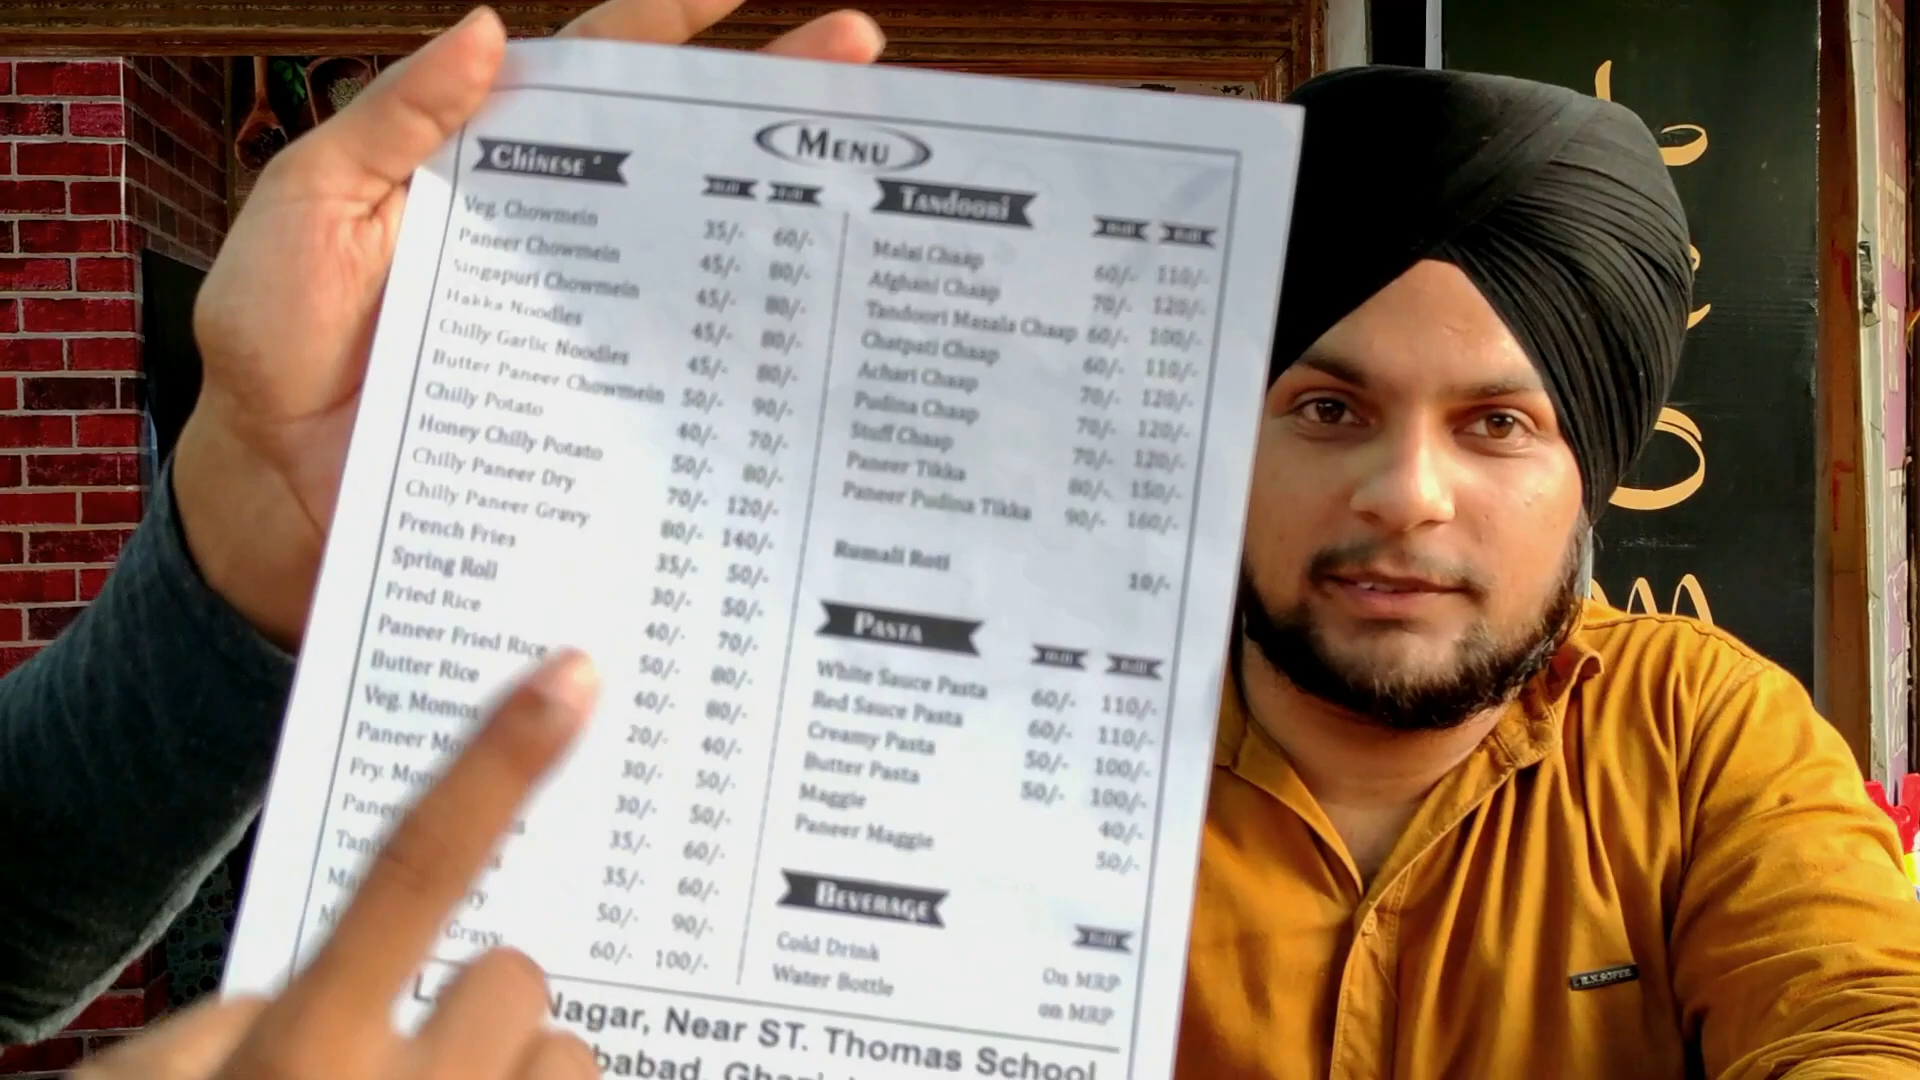 MENU
CHINESE
Half Full
Veg. Chowmein 35/- 60/-
Paneer Chowmein 45/- 80/-
Singapuri Chowmein 45/- 80/-
Hakka Noodles 45/- 80/-
Chilly Garlic Noodles 45/- 80/-
Butter Paneer Chowmein 50/- 90/-
Chilly Potato 40/- 70/-
Honey Chilly Potato 50/- 80/-
Chilly Paneer Dry 70/- 120/-
Chilly Paneer Gravy 80/- 140/-
French Fries 35/- 50/-
Spring Roll 30/- 50/-
Fried Rice 40/- 70/-
Paneer Fried Rice 50/- 80/-
Butter Rice 40/- 80/-
Veg. Momos 20/- 40/-
Paneer 30/- 50/-
Fry. 30/- 50/-
35/- 60/-
35/- 60/-
50/- 90/-
Gravy 60/- 100/-
TANDOORI
Half Full
Malai Chaap 60/- 110/-
Afghani Chaap 70/- 120/-
Tandoori Masala Chaap 60/- 100/-
Chatpati Chaap 60/- 110/-
Achari Chaap 70/- 120/-
Pudina Chaap 70/- 120/-
Stuff Chaap 70/- 120/-
Paneer Tikka 80/- 150/-
Paneer Pudina Tikka 90/- 160/-
Rumali Roti 10/-
PASTA
Half Full
White Sauce Pasta 60/- 110/-
Red Sauce Pasta 60/- 110/-
Creamy Pasta 50/- 100/-
Butter Pasta 50/- 100/-
Maggie 40/-
Paneer Maggie 50/-
BEVERAGE
Full
Cold Drink On MRP
Water Bottle on MRP
Nagar, Near ST. Thomas School